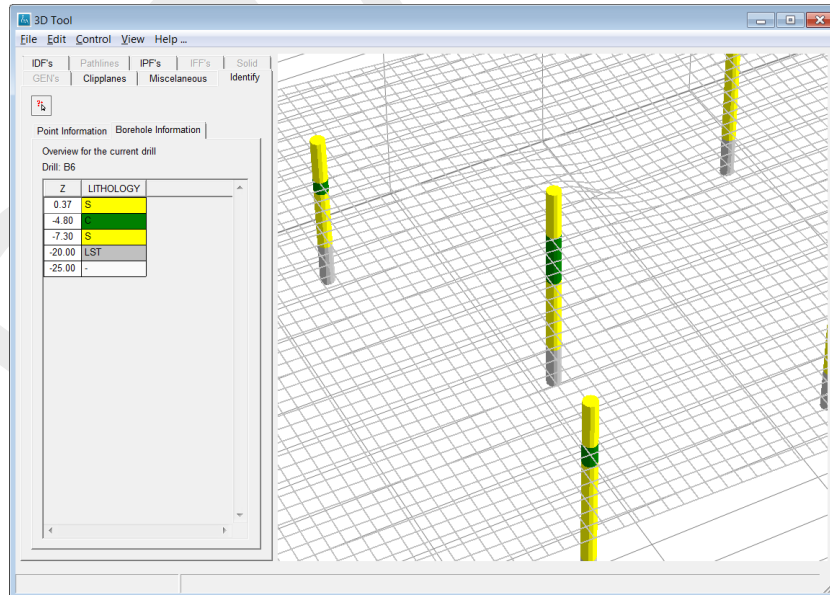 3D Tool
File Edit Control View Help ...
IDF's Pathlines IPF's IFF's Solid
GEN's Clipplanes Miscelaneous Identify
Point Information Borehole Information
Overview for the current drill
Drill: B6
Z LITHOLOGY
0.37 S
-4.80 C
-7.30 S
-20.00 LST
-25.00 -